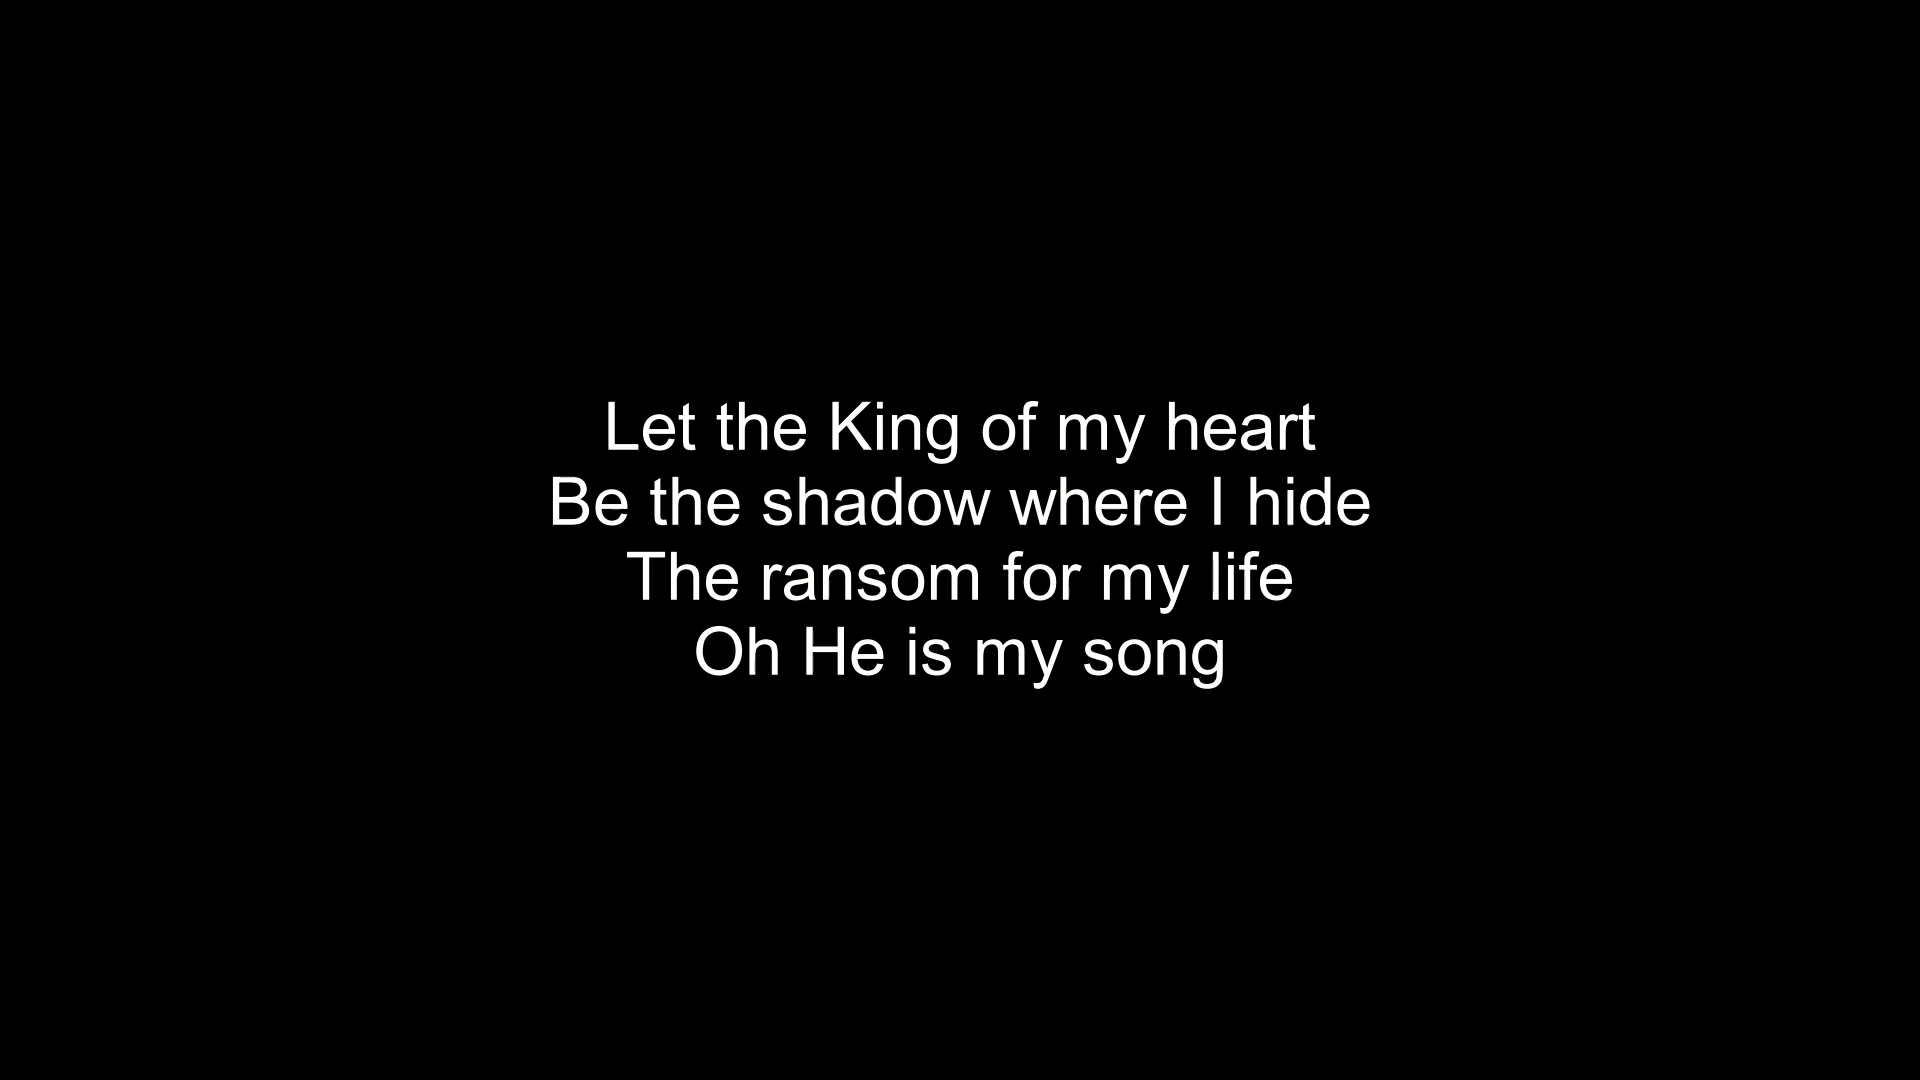 Let the King of my heart
Be the shadow where I hide
The ransom for my life
Oh He is my song